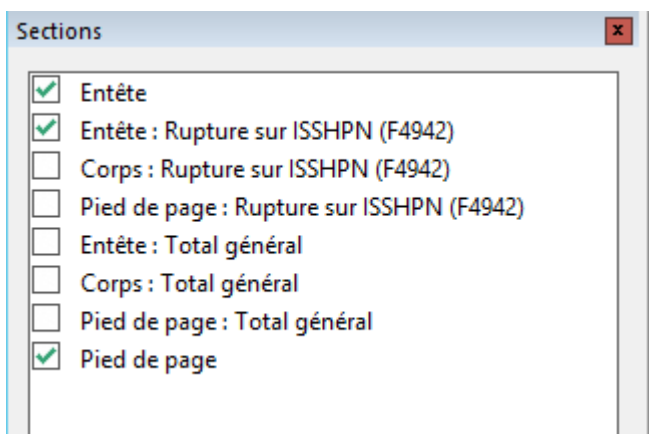 Sections
Entête
Entête : Rupture sur ISSHPN (F4942)
Corps : Rupture sur ISSHPN (F4942)
Pied de page : Rupture sur ISSHPN (F4942)
Entête : Total général
Corps : Total général
Pied de page : Total général
Pied de page